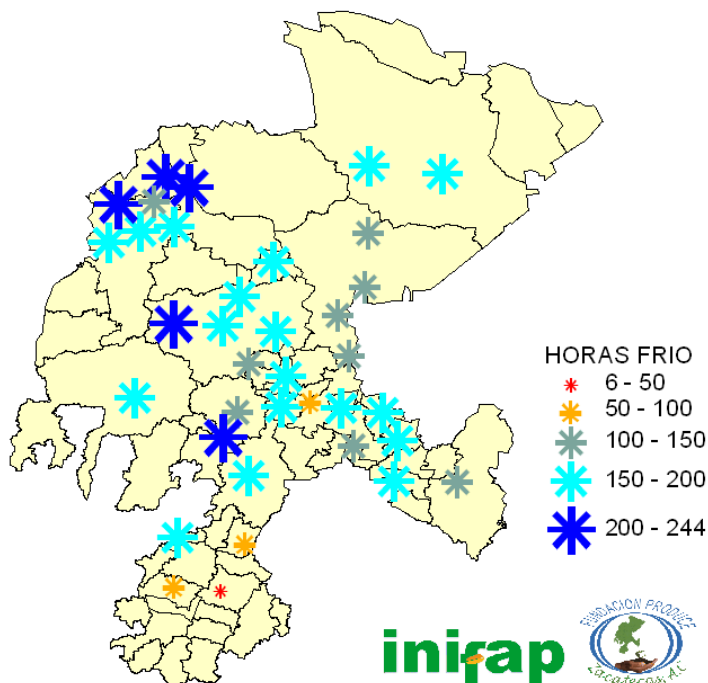 HORAS FRIO
6 - 50
50 - 100
100 - 150
150 - 200
200 - 244
inifap
FUNDACION PRODUCE
Zacatecas, A.C.